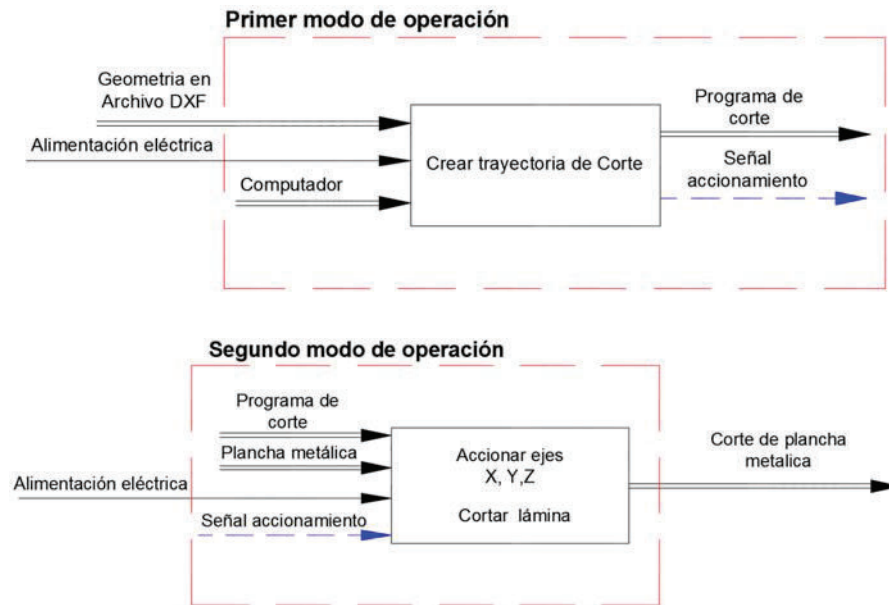 Primer modo de operación
Geometria en
Archivo DXF
Alimentación eléctrica
Computador
Crear trayectoria de Corte
Programa de
corte
Señal
accionamiento
Segundo modo de operación
Programa de
corte
Plancha metálica
Alimentación eléctrica
Señal accionamiento
Accionar ejes
X, Y,Z
Cortar lámina
Corte de plancha
metalica